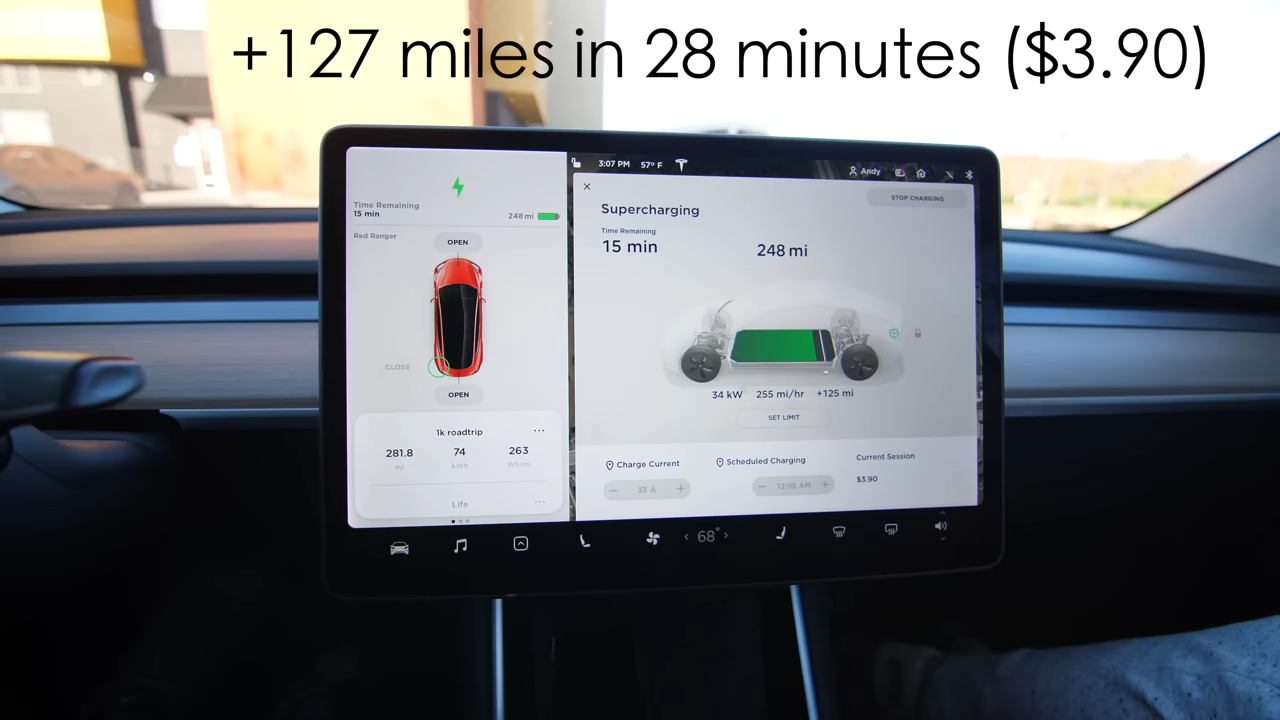 +127 miles in 28 minutes ($3.90)
3:07 PM 57° F
Andy
Time Remaining
15 min
248 mi
Red Ranger
OPEN
CLOSE
OPEN
1k roadtrip ...
281.8 74 263
mi kWh Wh/mi
Life ...
STOP CHARGING
Supercharging
Time Remaining
15 min 248 mi
34 kW 255 mi/hr +125 mi
SET LIMIT
Charge Current Scheduled Charging Current Session
− 33 A + − 12:00 AM + $3.90
‹ 68° ›